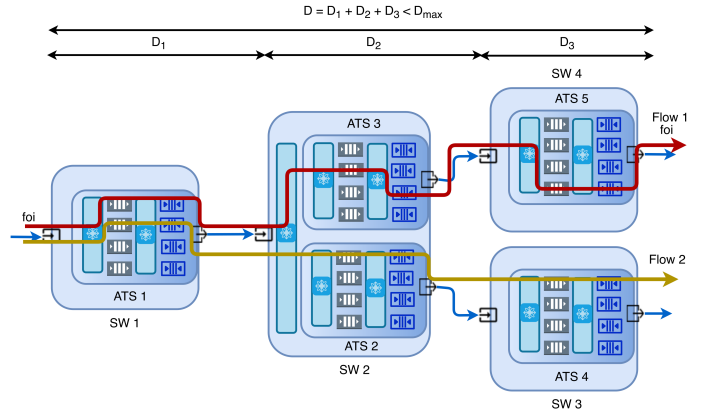 D = D1 + D2 + D3 < Dmax
D1
D2
D3
SW 4
ATS 5
Flow 1
foi
ATS 3
foi
ATS 1
SW 1
Flow 2
ATS 2
SW 2
ATS 4
SW 3